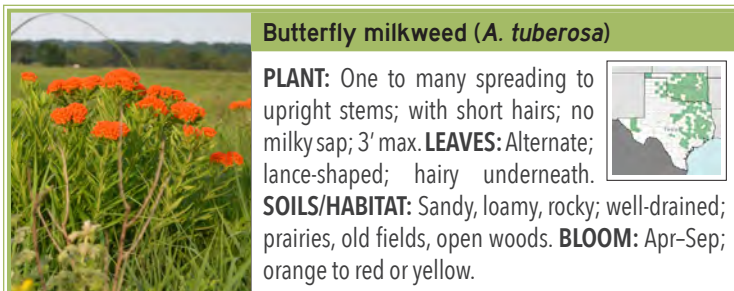 Butterfly milkweed (A. tuberosa)
PLANT: One to many spreading to
upright stems; with short hairs; no
milky sap; 3’ max. LEAVES: Alternate;
lance-shaped; hairy underneath.
SOILS/HABITAT: Sandy, loamy, rocky; well-drained;
prairies, old fields, open woods. BLOOM: Apr–Sep;
orange to red or yellow.